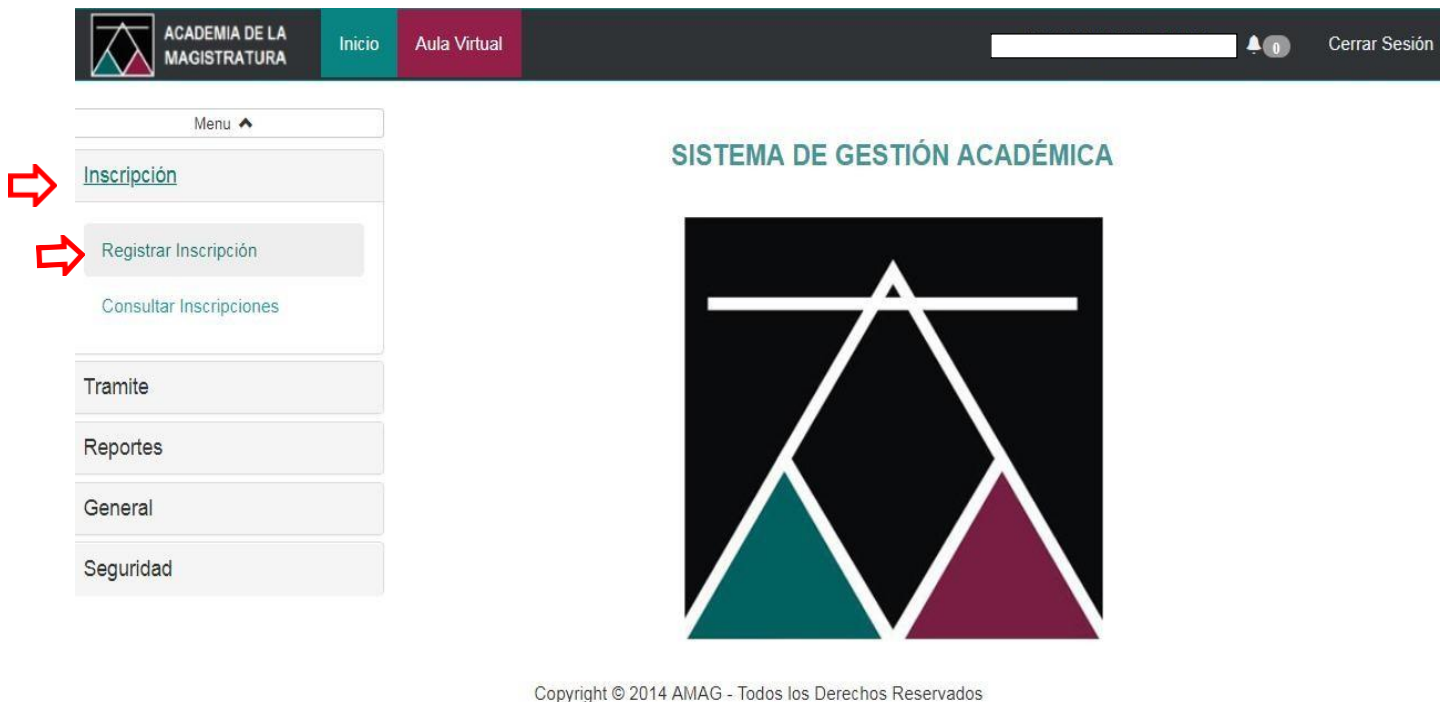 ACADEMIA DE LA
MAGISTRATURA
Inicio
Aula Virtual
0
Cerrar Sesión
Menu
Inscripción
Registrar Inscripción
Consultar Inscripciones
Tramite
Reportes
General
Seguridad
SISTEMA DE GESTIÓN ACADÉMICA
Copyright © 2014 AMAG - Todos los Derechos Reservados